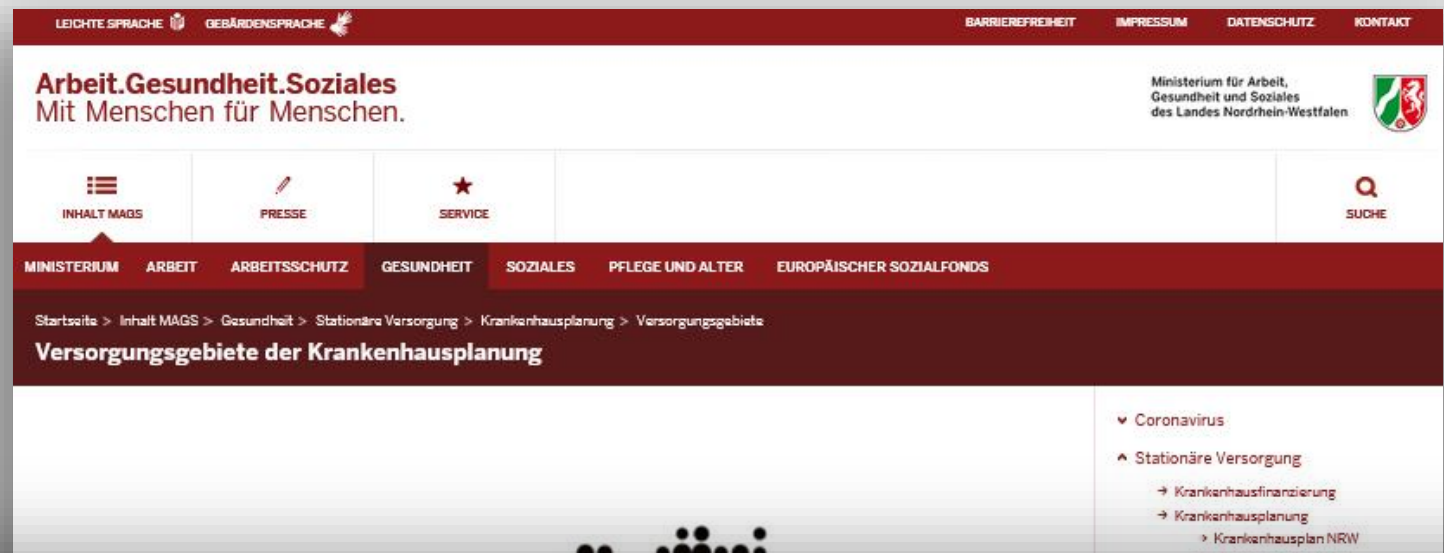 LEICHTE SPRACHE GEBÄRDENSPRACHE BARRIEREFREIHEIT IMPRESSUM DATENSCHUTZ KONTAKT
Arbeit.Gesundheit.Soziales
Mit Menschen für Menschen.
Ministerium für Arbeit,
Gesundheit und Soziales
des Landes Nordrhein-Westfalen
INHALT MAGS PRESSE SERVICE SUCHE
MINISTERIUM ARBEIT ARBEITSSCHUTZ GESUNDHEIT SOZIALES PFLEGE UND ALTER EUROPÄISCHER SOZIALFONDS
Startseite > Inhalt MAGS > Gesundheit > Stationäre Versorgung > Krankenhausplanung > Versorgungsgebiete
Versorgungsgebiete der Krankenhausplanung
Coronavirus
Stationäre Versorgung
→ Krankenhausfinanzierung
→ Krankenhausplanung
> Krankenhausplan NRW